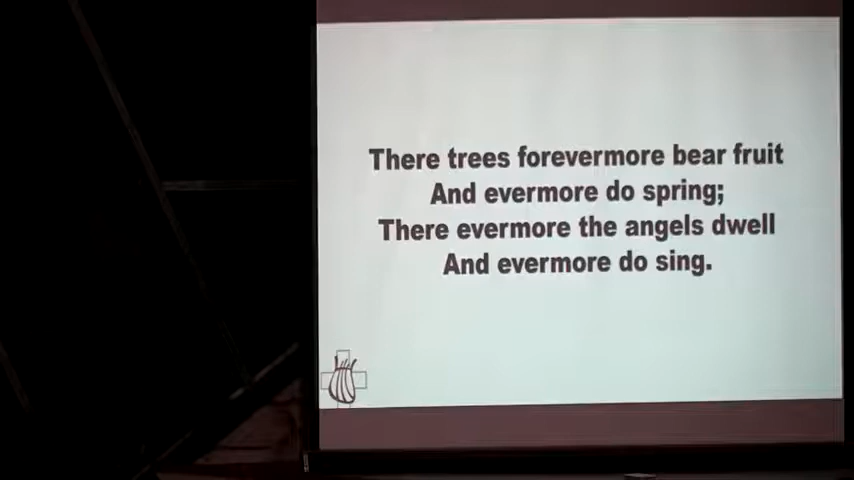 There trees forevermore bear fruit
And evermore do spring;
There evermore the angels dwell
And evermore do sing.